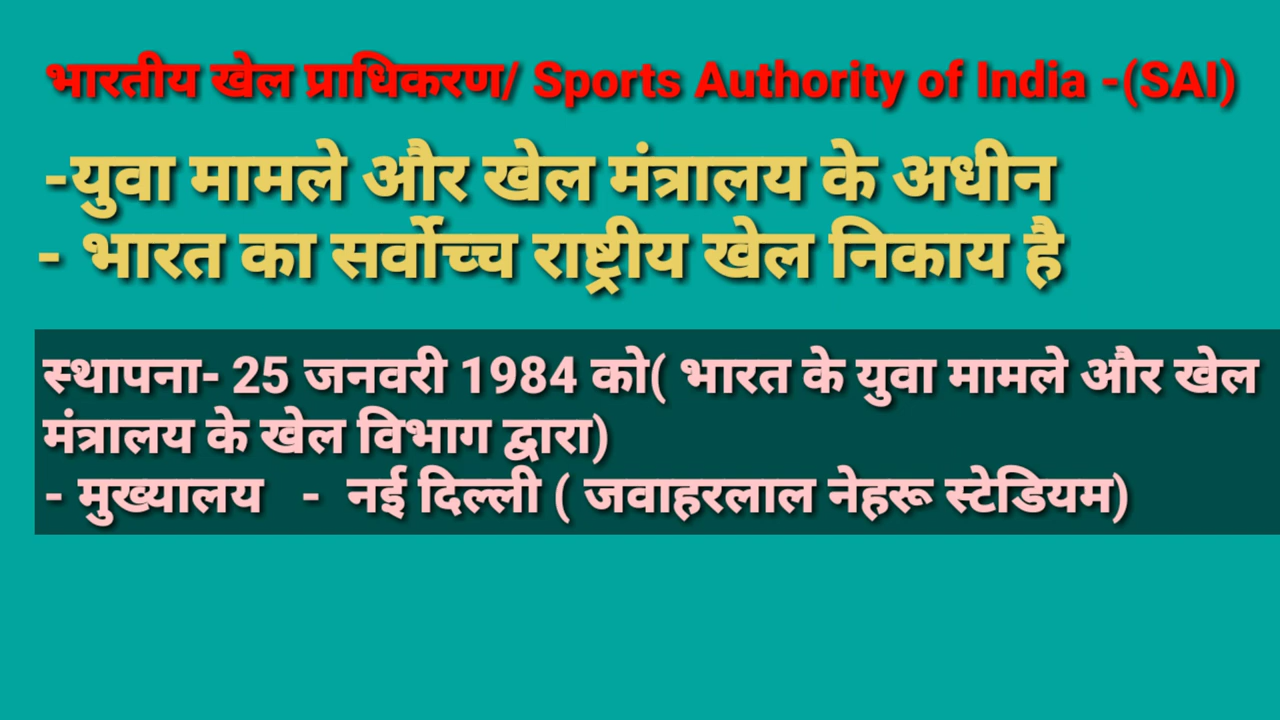 भारतीय खेल प्राधिकरण/ Sports Authority of India -(SAI)
-युवा मामले और खेल मंत्रालय के अधीन
- भारत का सर्वोच्च राष्ट्रीय खेल निकाय है
स्थापना- 25 जनवरी 1984 को( भारत के युवा मामले और खेल
मंत्रालय के खेल विभाग द्वारा)
- मुख्यालय - नई दिल्ली ( जवाहरलाल नेहरू स्टेडियम)